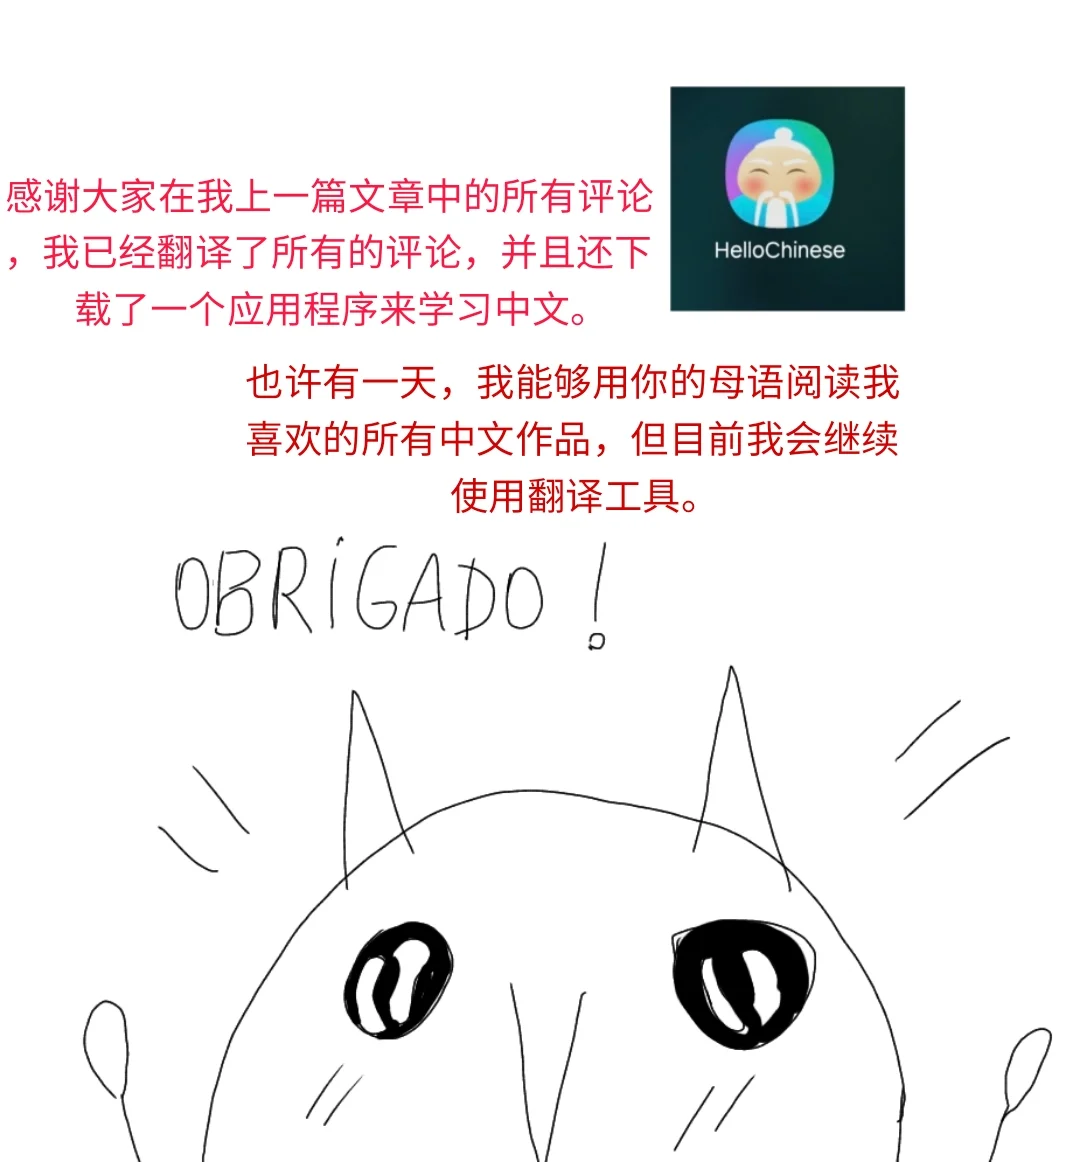 感谢大家在我上一篇文章中的所有评论
，我已经翻译了所有的评论，并且还下
载了一个应用程序来学习中文。
HelloChinese
也许有一天，我能够用你的母语阅读我
喜欢的所有中文作品，但目前我会继续
使用翻译工具。
OBRIGADO !